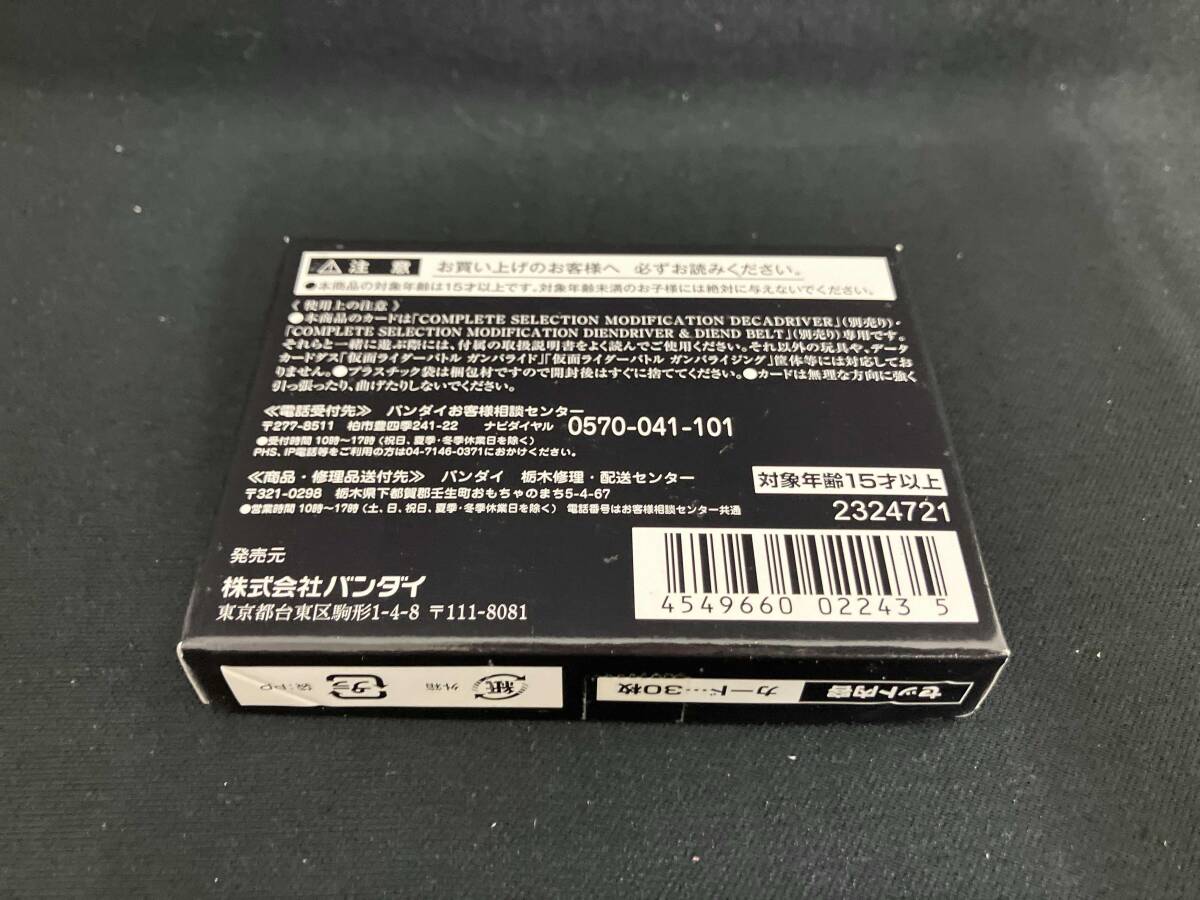 ⚠注意 お買い上げのお客様へ 必ずお読みください。
●本商品の対象年齢は15才以上です。対象年齢未満のお子様には絶対に与えないでください。
《使用上の注意》
●本商品のカードは「COMPLETE SELECTION MODIFICATION DECADRIVER」(別売り)・
「COMPLETE SELECTION MODIFICATION DIENDRIVER & DIEND BELT」(別売り)専用です。
それらと一緒に遊ぶ際には、付属の取扱説明書をよく読んでご使用ください。それ以外の玩具や、データ
カードダス「仮面ライダーバトル ガンバライド」「仮面ライダーバトル ガンバライジング」筐体等には対応してお
りません。●プラスチック袋は梱包材ですので開封後はすぐに捨ててください。●カードは無理な方向に強く
引っ張ったり、曲げたりしないでください。
≪電話受付先≫ バンダイお客様相談センター
〒277-8511 柏市豊四季241-22 ナビダイヤル 0570-041-101
●受付時間 10時〜17時(祝日、夏季・冬季休業日を除く)
PHS、IP電話等をご利用の方は04-7146-0371におかけください。
≪商品・修理品送付先≫ バンダイ 栃木修理・配送センター
〒321-0298 栃木県下都賀郡壬生町おもちゃのまち5-4-67
●営業時間 10時〜17時(土、日、祝日、夏季・冬季休業日を除く) 電話番号はお客様相談センター共通
対象年齢15才以上
2324721
発売元
株式会社バンダイ
東京都台東区駒形1-4-8 〒111-8081
4549660 022435
セット内容 カード…30枚
紙 外箱 プラ 袋:PP